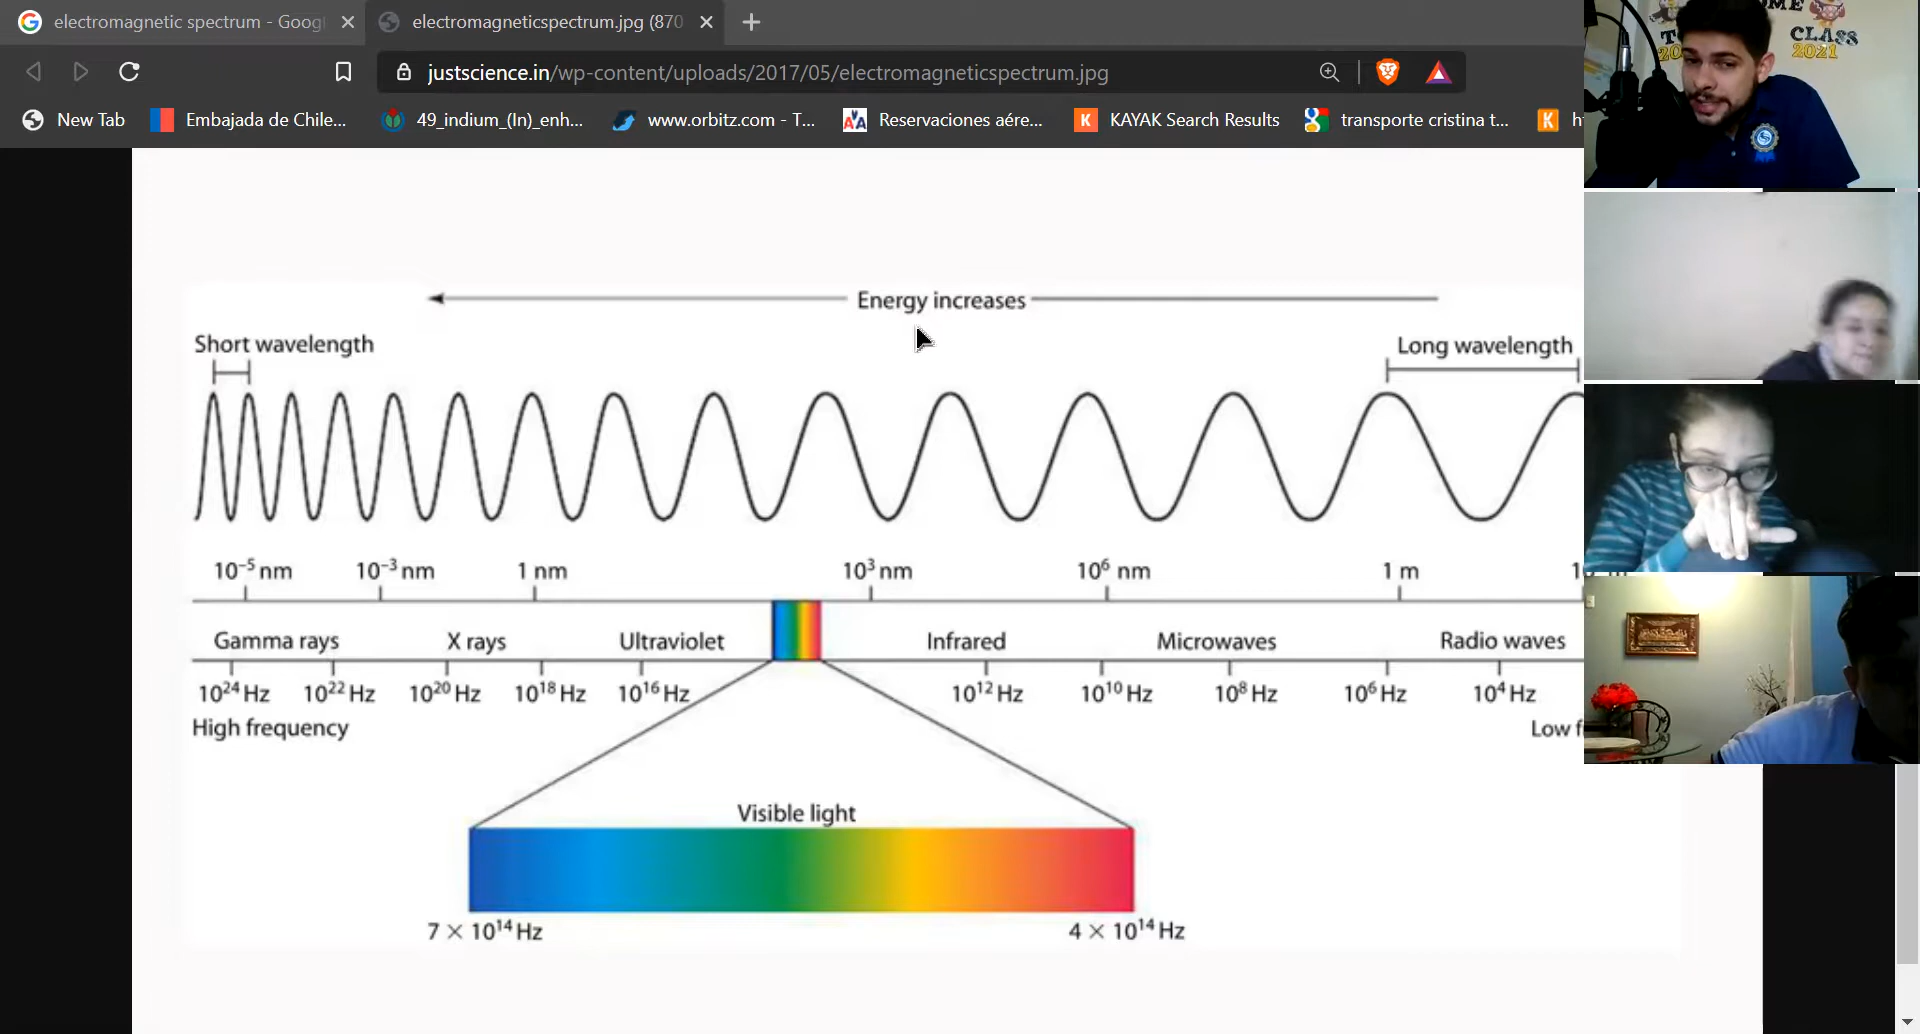 electromagnetic spectrum - Goog
electromagneticspectrum.jpg (870
justscience.in/wp-content/uploads/2017/05/electromagneticspectrum.jpg
New Tab
Embajada de Chile...
49_indium_(In)_enh...
www.orbitz.com - T...
Reservaciones aére...
KAYAK Search Results
transporte cristina t...
CLASS
2021
Energy increases
Short wavelength
Long wavelength
10⁻⁵ nm 10⁻³ nm 1 nm 10³ nm 10⁶ nm 1 m
Gamma rays X rays Ultraviolet Infrared Microwaves Radio waves
10²⁴ Hz 10²² Hz 10²⁰ Hz 10¹⁸ Hz 10¹⁶ Hz 10¹² Hz 10¹⁰ Hz 10⁸ Hz 10⁶ Hz 10⁴ Hz
High frequency Low
Visible light
7 × 10¹⁴ Hz 4 × 10¹⁴ Hz